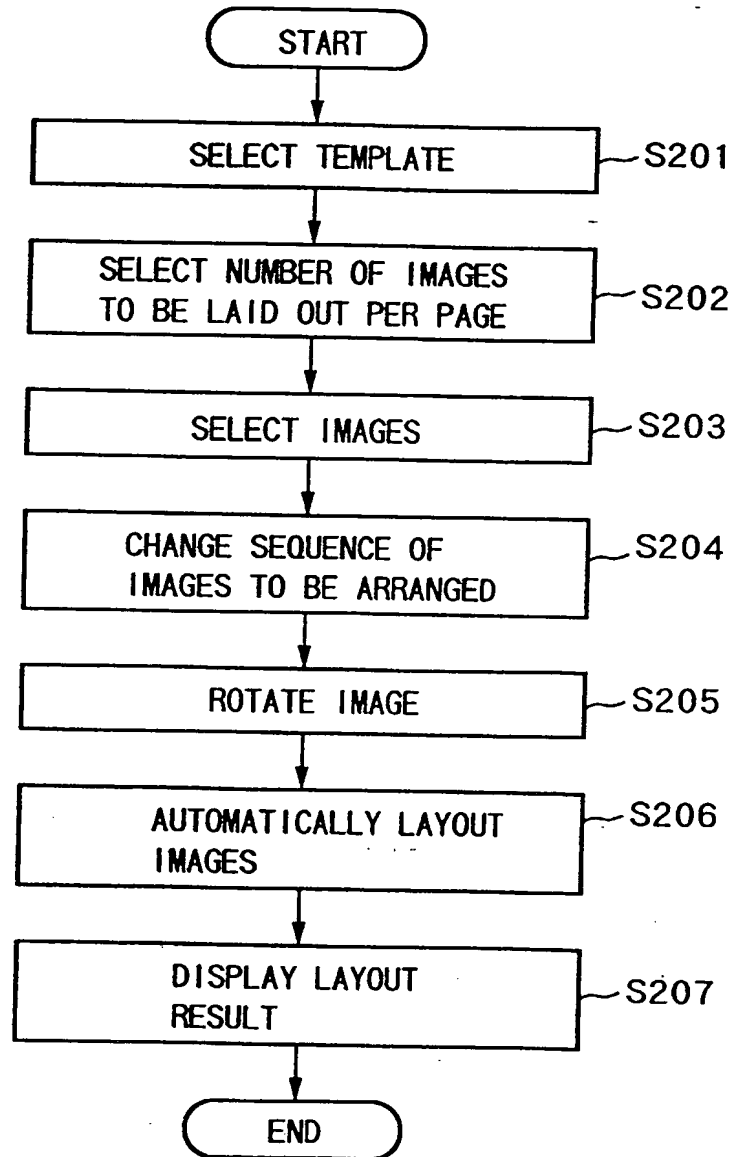 START
SELECT TEMPLATE
S201
SELECT NUMBER OF IMAGES
TO BE LAID OUT PER PAGE
S202
SELECT IMAGES
S203
CHANGE SEQUENCE OF
IMAGES TO BE ARRANGED
S204
ROTATE IMAGE
S205
AUTOMATICALLY LAYOUT
IMAGES
S206
DISPLAY LAYOUT
RESULT
S207
END